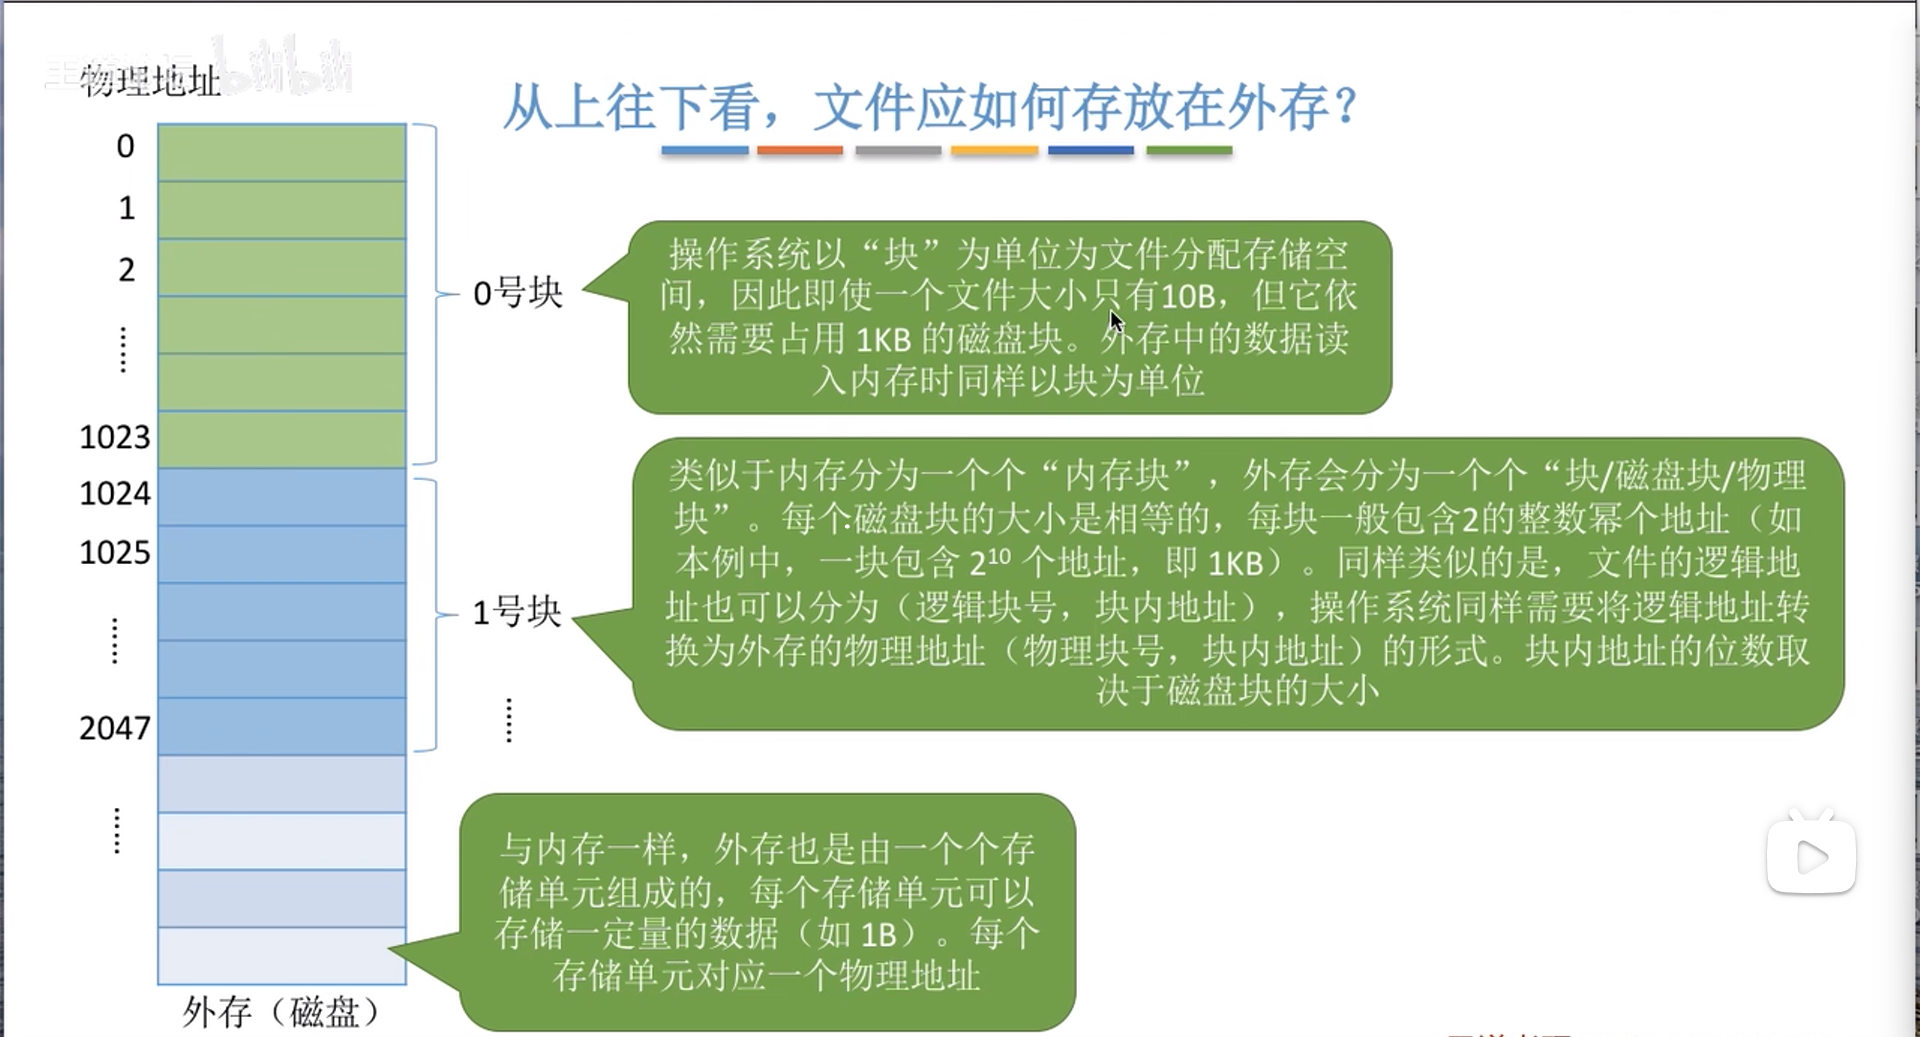 物理地址
bilibili
从上往下看，文件应如何存放在外存？
0
1
2
1023
1024
1025
2047
0号块
1号块
操作系统以“块”为单位为文件分配存储空
间，因此即使一个文件大小只有10B，但它依
然需要占用 1KB 的磁盘块。外存中的数据读
入内存时同样以块为单位
类似于内存分为一个个“内存块”，外存会分为一个个“块/磁盘块/物理
块”。每个磁盘块的大小是相等的，每块一般包含2的整数幂个地址（如
本例中，一块包含 2¹⁰ 个地址，即 1KB）。同样类似的是，文件的逻辑地
址也可以分为（逻辑块号，块内地址），操作系统同样需要将逻辑地址转
换为外存的物理地址（物理块号，块内地址）的形式。块内地址的位数取
决于磁盘块的大小
与内存一样，外存也是由一个个存
储单元组成的，每个存储单元可以
存储一定量的数据（如 1B）。每个
存储单元对应一个物理地址
外存（磁盘）